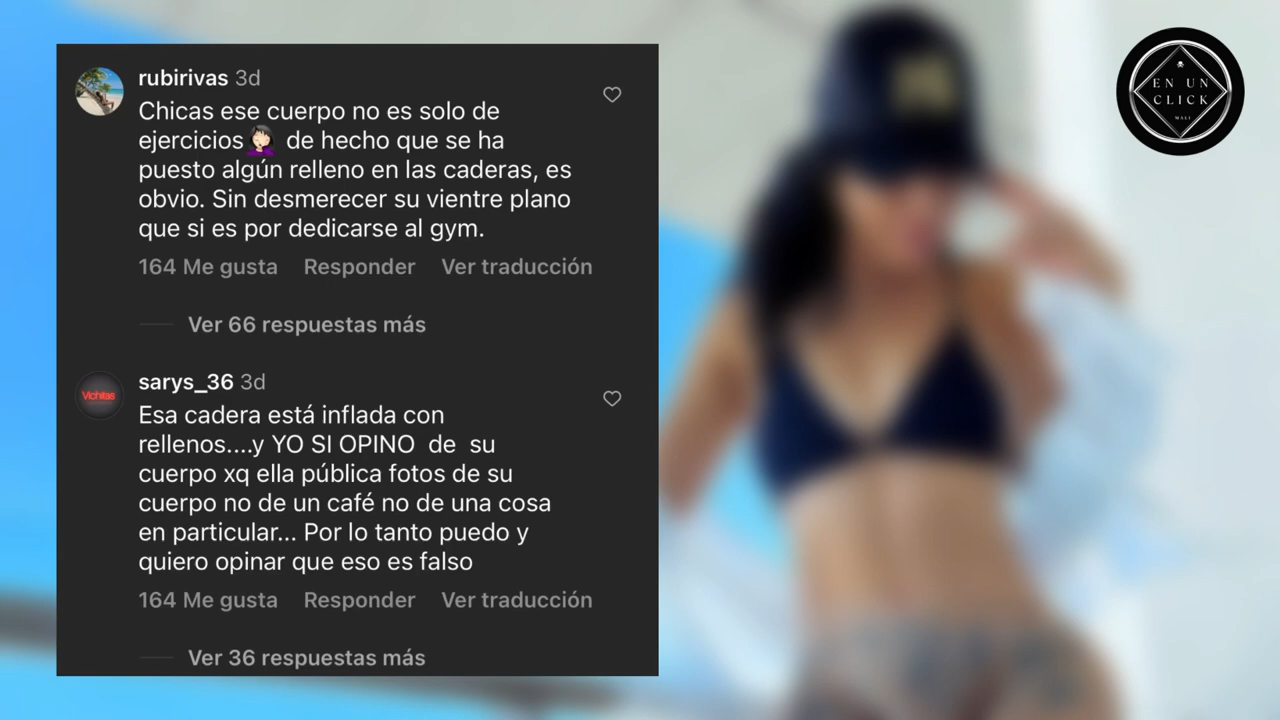 rubirivas 3d
Chicas ese cuerpo no es solo de
ejercicios🤦🏻‍♀️ de hecho que se ha
puesto algún relleno en las caderas, es
obvio. Sin desmerecer su vientre plano
que si es por dedicarse al gym.
164 Me gusta Responder Ver traducción
Ver 66 respuestas más
Vichitas
sarys_36 3d
Esa cadera está inflada con
rellenos....y YO SI OPINO de su
cuerpo xq ella pública fotos de su
cuerpo no de un café no de una cosa
en particular... Por lo tanto puedo y
quiero opinar que eso es falso
164 Me gusta Responder Ver traducción
Ver 36 respuestas más
EN UN
CLICK
MALI